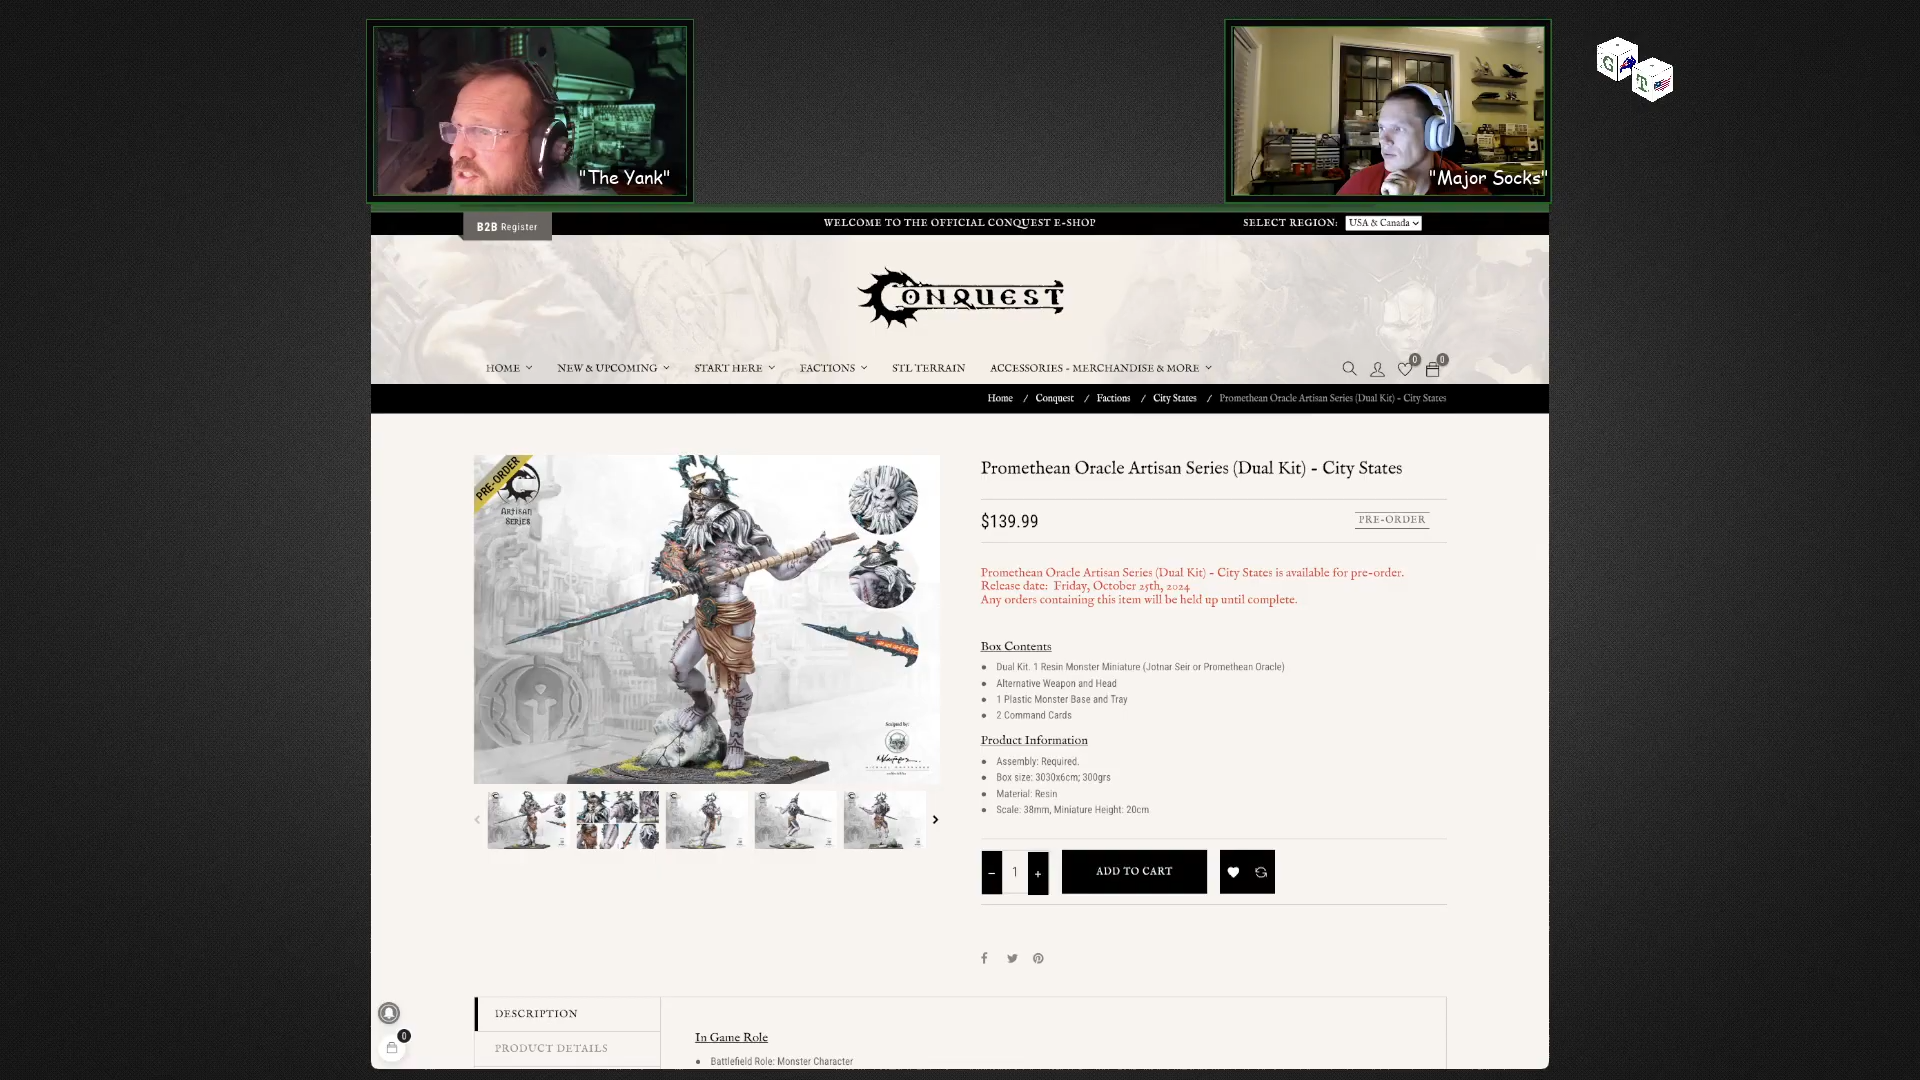 "The Yank"
"Major Socks"
G
T
B2B Register
WELCOME TO THE OFFICIAL CONQUEST E-SHOP
SELECT REGION: USA & Canada
CONQUEST
HOME
NEW & UPCOMING
START HERE
FACTIONS
STL TERRAIN
ACCESSORIES - MERCHANDISE & MORE
0
0
Home / Conquest / Factions / City States / Promethean Oracle Artisan Series (Dual Kit) - City States
PRE-ORDER
ARTISAN
SERIES
Sculpted by:
Promethean Oracle Artisan Series (Dual Kit) - City States
$139.99
PRE-ORDER
Promethean Oracle Artisan Series (Dual Kit) - City States is available for pre-order.
Release date: Friday, October 25th, 2024
Any orders containing this item will be held up until complete.
Box Contents
Dual Kit. 1 Resin Monster Miniature (Jotnar Seir or Promethean Oracle)
Alternative Weapon and Head
1 Plastic Monster Base and Tray
2 Command Cards
Product Information
Assembly: Required.
Box size: 3030x6cm; 300grs
Material: Resin
Scale: 38mm, Miniature Height: 20cm
- 1 +
ADD TO CART
DESCRIPTION
PRODUCT DETAILS
In Game Role
Battlefield Role: Monster Character
0